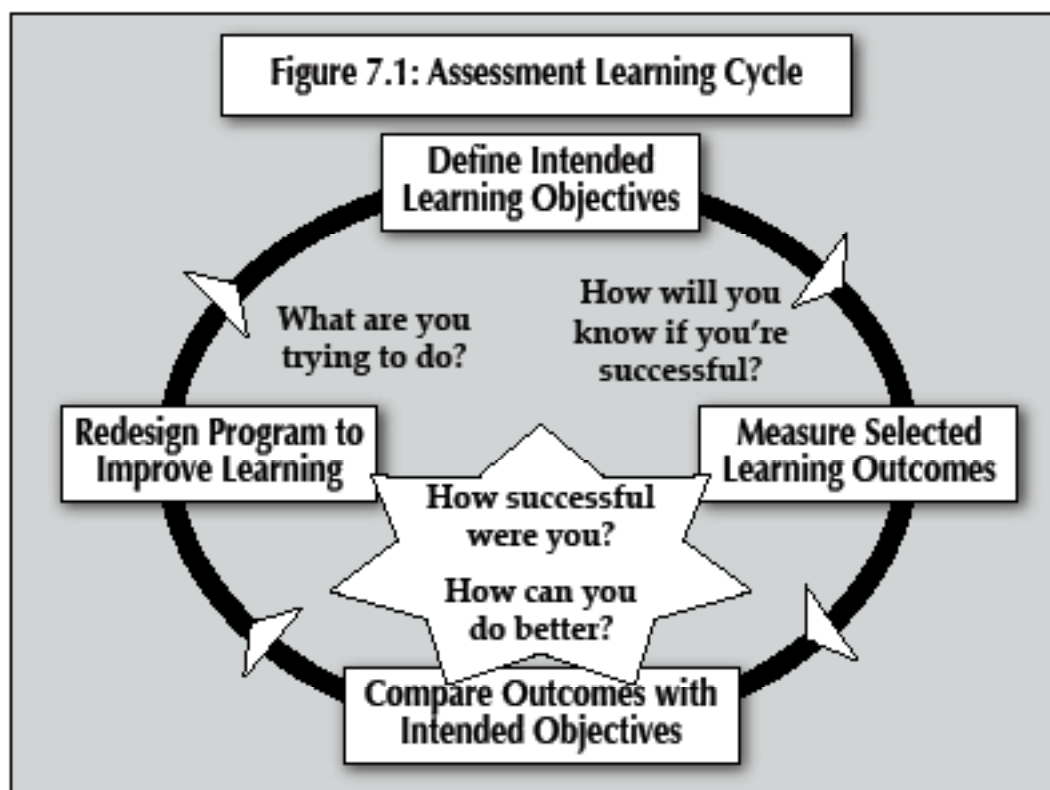 Figure 7.1: Assessment Learning Cycle
Define Intended
Learning Objectives
What are you
trying to do?
How will you
know if you're
successful?
Redesign Program to
Improve Learning
Measure Selected
Learning Outcomes
How successful
were you?
How can you
do better?
Compare Outcomes with
Intended Objectives